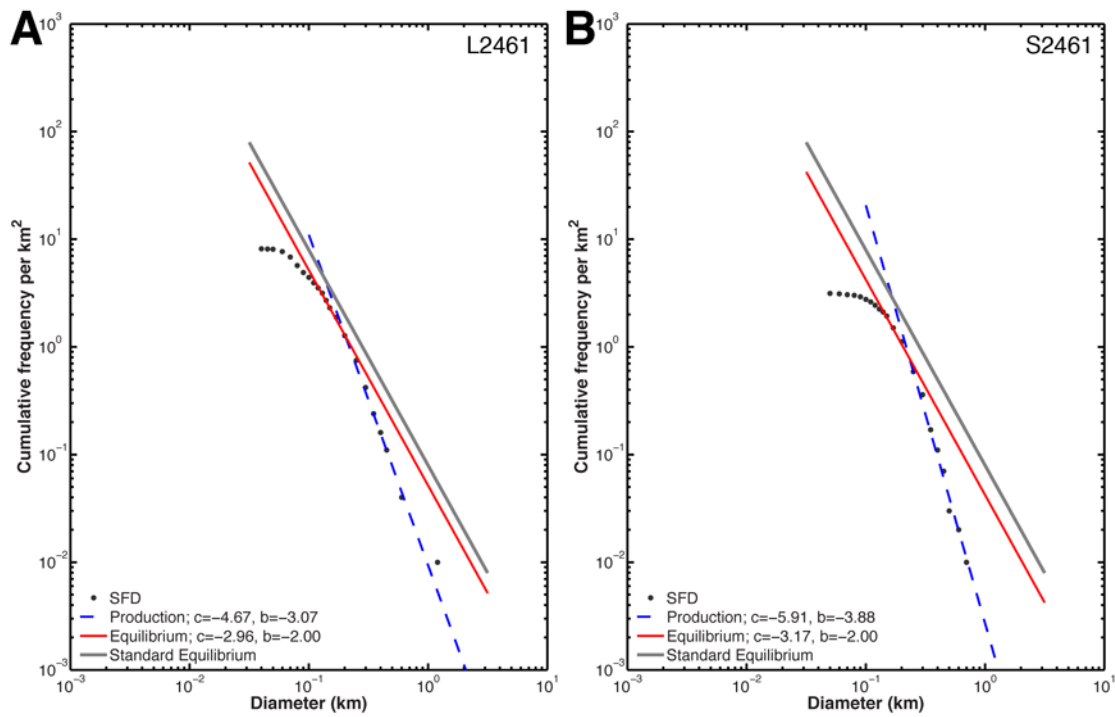 A
L2461
10³
10²
10¹
10⁰
10⁻¹
10⁻²
10⁻³
Cumulative frequency per km²
SFD
Production; c=−4.67, b=−3.07
Equilibrium; c=−2.96, b=−2.00
Standard Equilibrium
10⁻³ 10⁻² 10⁻¹ 10⁰ 10¹
Diameter (km)
B
S2461
10³
10²
10¹
10⁰
10⁻¹
10⁻²
10⁻³
Cumulative frequency per km²
SFD
Production; c=−5.91, b=−3.88
Equilibrium; c=−3.17, b=−2.00
Standard Equilibrium
10⁻³ 10⁻² 10⁻¹ 10⁰ 10¹
Diameter (km)